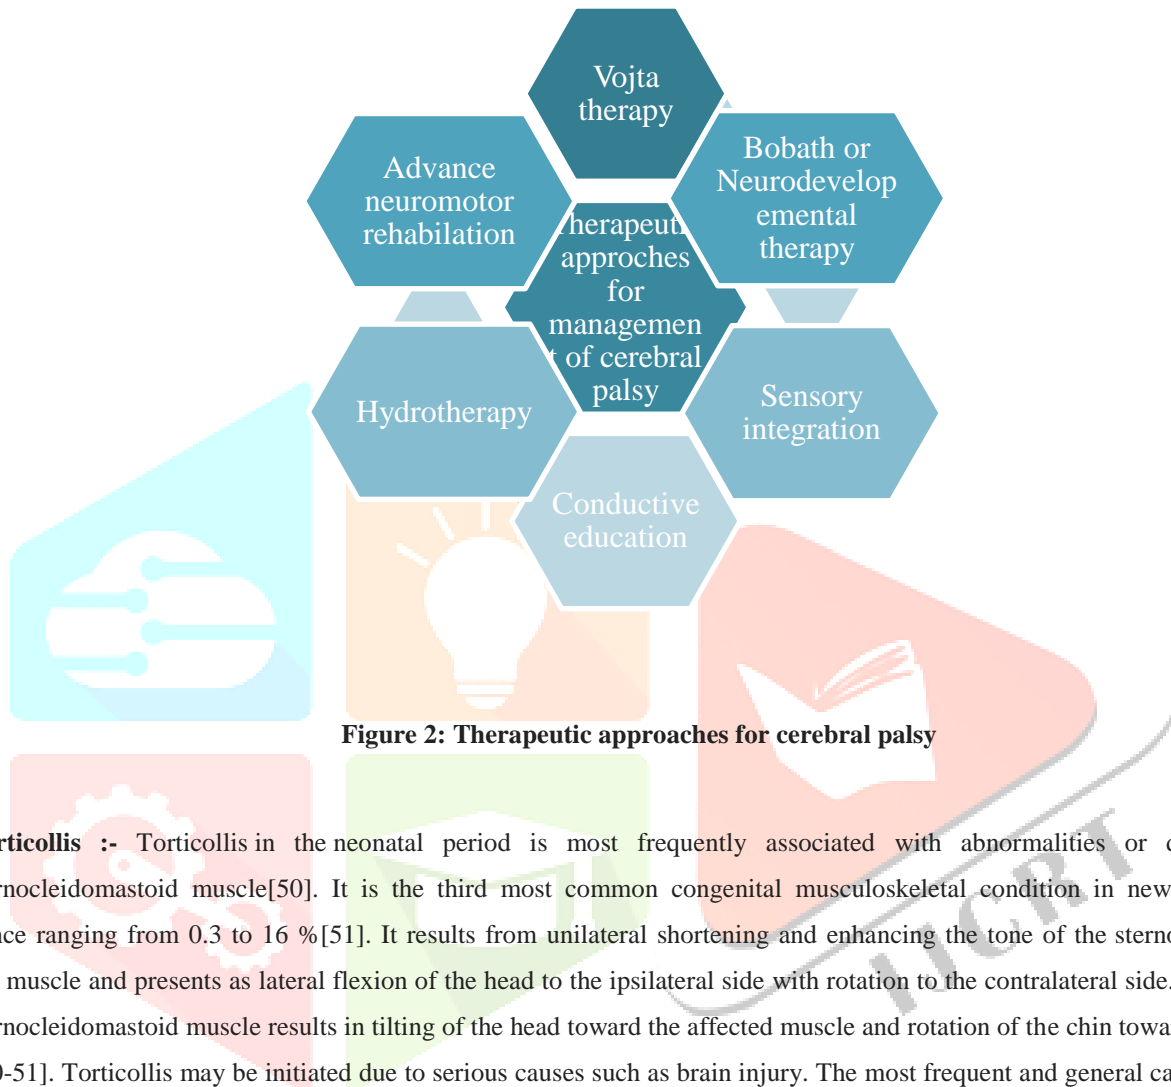 Vojta
therapy
Bobath or
Neurodevelop
emental
therapy
Advance
neuromotor
rehabilation
herapeuti
approches
for
managemen
t of cerebral
palsy
Hydrotherapy
Sensory
integration
Conductive
education
Figure 2: Therapeutic approaches for cerebral palsy
rticollis :- Torticollis in the neonatal period is most frequently associated with abnormalities or
rnocleidomastoid muscle[50]. It is the third most common congenital musculoskeletal condition in new
nce ranging from 0.3 to 16 %[51]. It results from unilateral shortening and enhancing the tone of the sterno
muscle and presents as lateral flexion of the head to the ipsilateral side with rotation to the contralateral side.
rnocleidomastoid muscle results in tilting of the head toward the affected muscle and rotation of the chin towar
-51]. Torticollis may be initiated due to serious causes such as brain injury. The most frequent and general ca
IJCRT